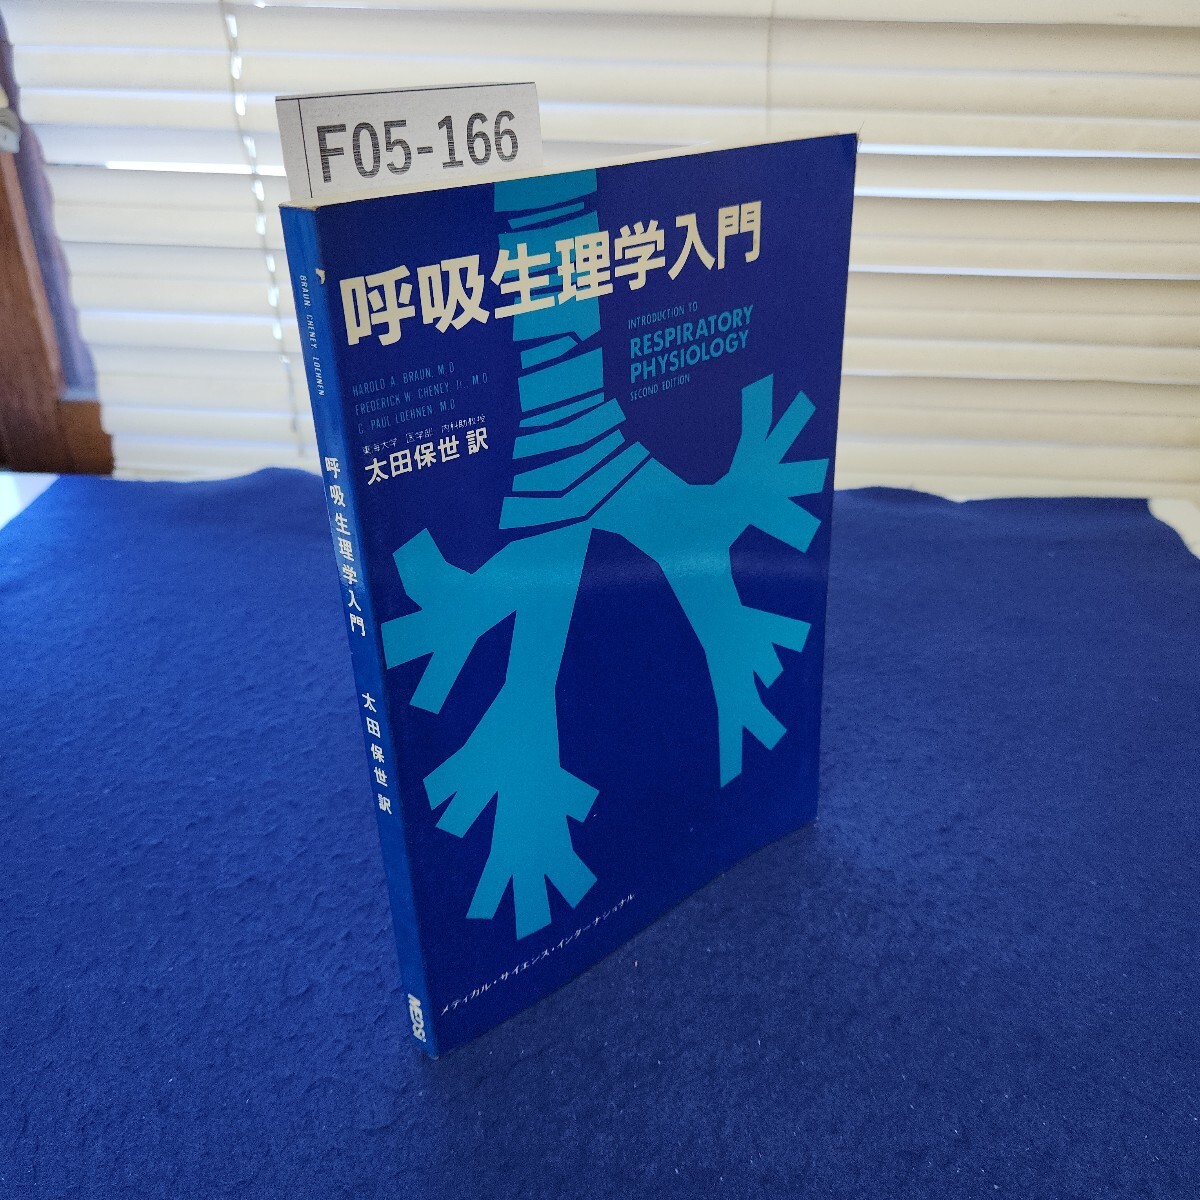 F05-166
呼吸生理学入門
INTRODUCTION TO
RESPIRATORY
PHYSIOLOGY
SECOND EDITION
HAROLD A. BRAUN, M.D.
FREDERICK W. CHENEY, Jr., M.D.
C. PAUL LOEHNEN, M.D.
東海大学 医学部 内科助教授
太田保世 訳
メディカル・サイエンス・インターナショナル
BRAUN CHENEY LOEHNEN
呼吸生理学入門
太田保世 訳
MEDSi